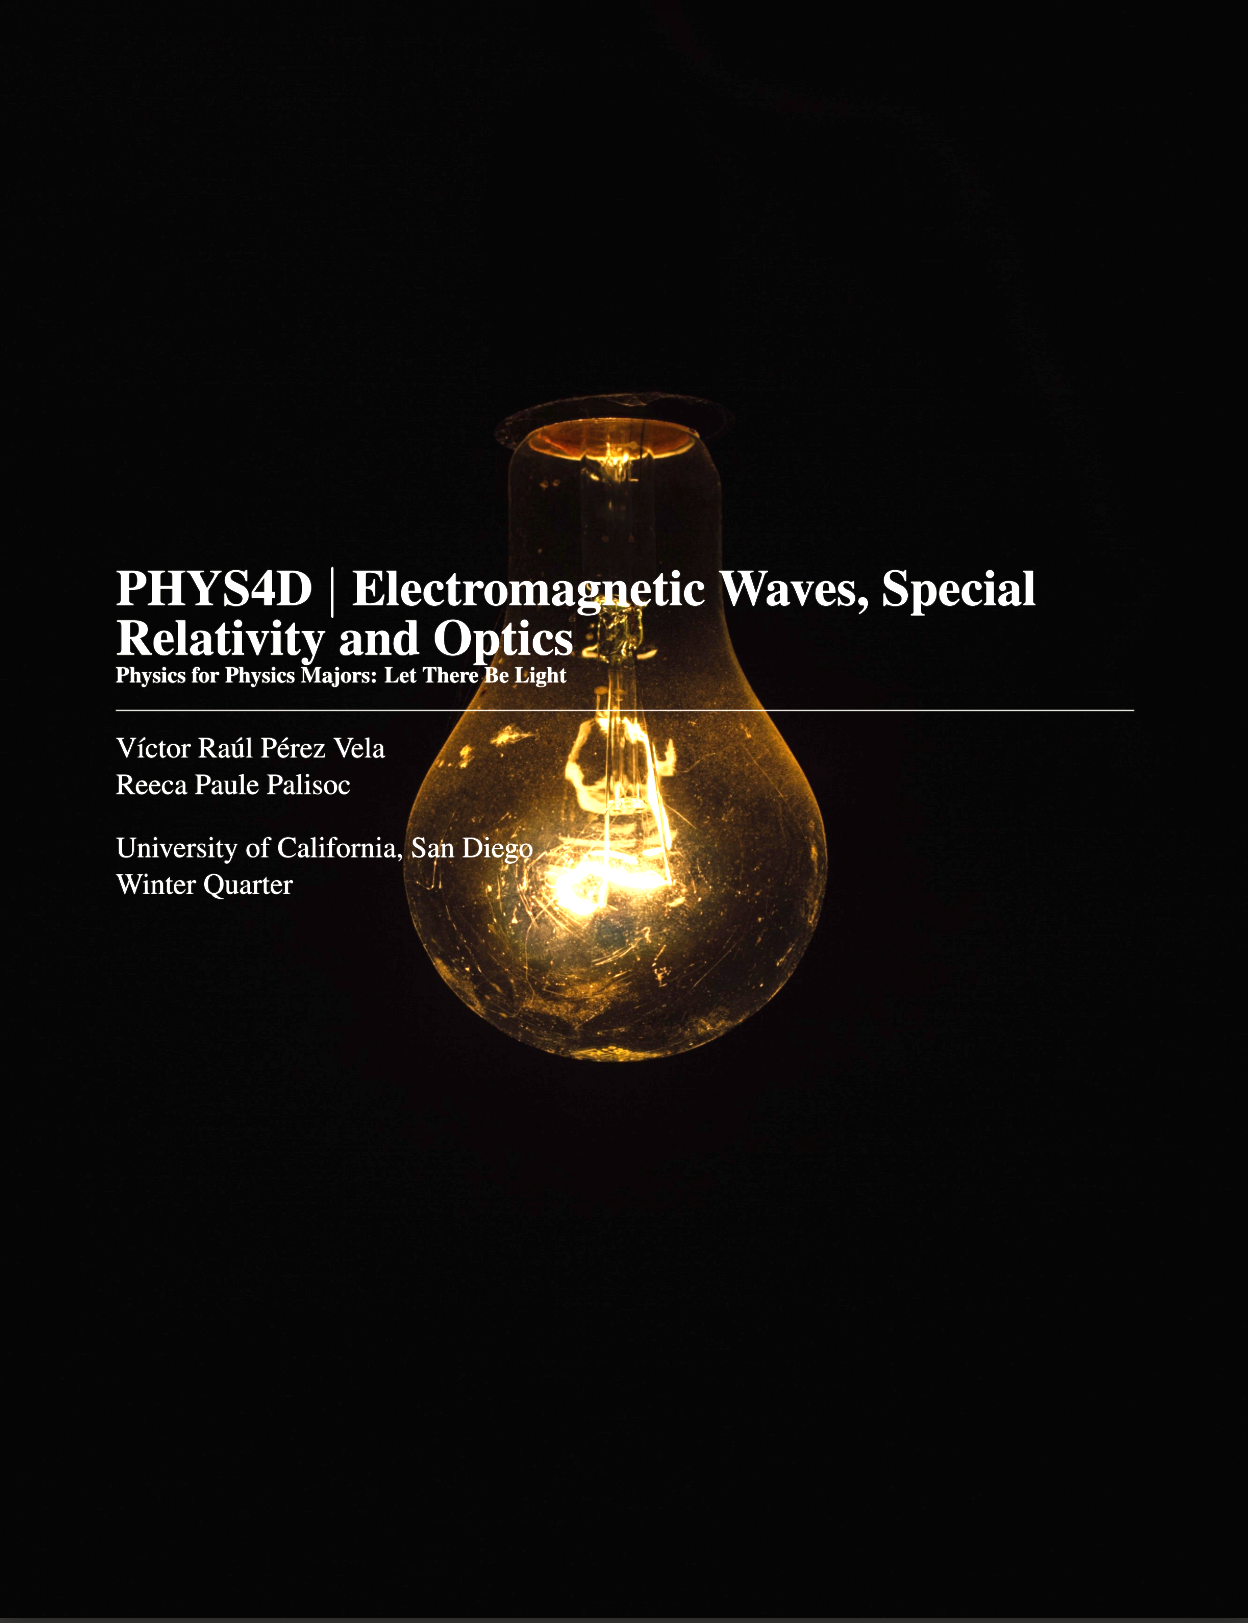 PHYS4D | Electromagnetic Waves, Special
Relativity and Optics
Physics for Physics Majors: Let There Be Light
Víctor Raúl Pérez Vela
Reeca Paule Palisoc
University of California, San Diego
Winter Quarter